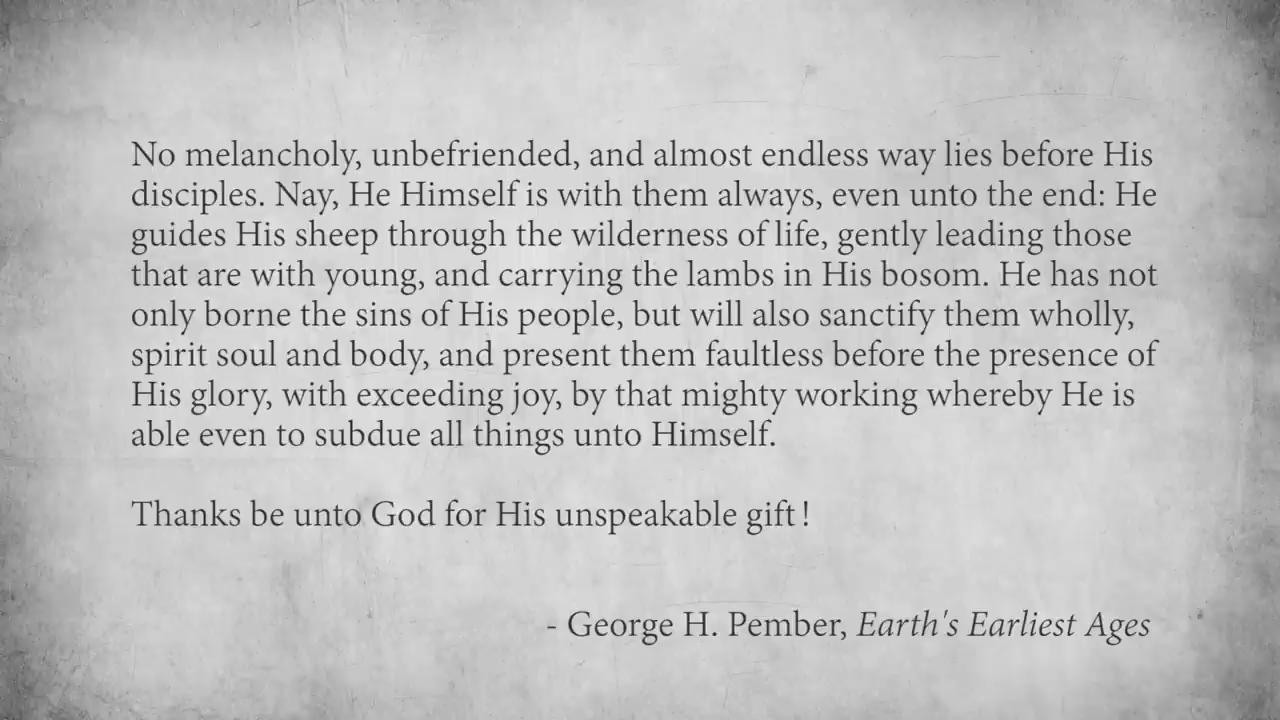 No melancholy, unbefriended, and almost endless way lies before His
disciples. Nay, He Himself is with them always, even unto the end: He
guides His sheep through the wilderness of life, gently leading those
that are with young, and carrying the lambs in His bosom. He has not
only borne the sins of His people, but will also sanctify them wholly,
spirit soul and body, and present them faultless before the presence of
His glory, with exceeding joy, by that mighty working whereby He is
able even to subdue all things unto Himself.
Thanks be unto God for His unspeakable gift !
- George H. Pember, Earth's Earliest Ages